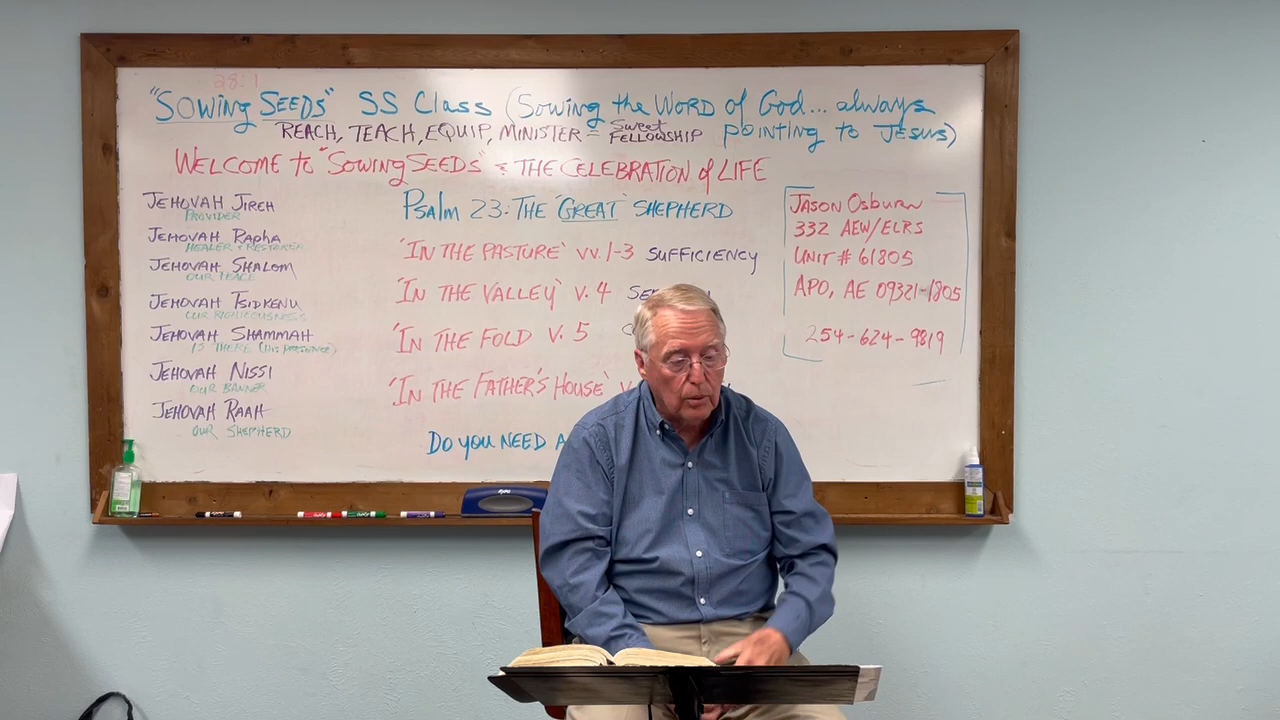 28:1
"SOWING SEEDS" SS Class (SOWING THE WORD OF GOD... always
pointing to JESUS)
REACH, TEACH, EQUIP, MINISTER = Sweet FELLOWSHIP
WELCOME TO "SOWING SEEDS" & THE CELEBRATION of LIFE
JEHOVAH JIREH
PROVIDER
JEHOVAH RAPHA
HEALER & RESTORER
JEHOVAH SHALOM
OUR PEACE
JEHOVAH TSIDKENU
OUR RIGHTEOUSNESS
JEHOVAH SHAMMAH
IS THERE (HIS PRESENCE)
JEHOVAH NISSI
OUR BANNER
JEHOVAH RAAH
OUR SHEPHERD
Psalm 23: THE 'GREAT' SHEPHERD
'IN THE PASTURE' vv. 1-3 SUFFICIENCY
'IN THE VALLEY' v. 4
'IN THE FOLD v. 5
'IN THE FATHER'S HOUSE' v.
DO YOU NEED A
JASON OSBURN
332 AEW/ELRS
UNIT # 61805
APO, AE 09321-1805
254-624-9819